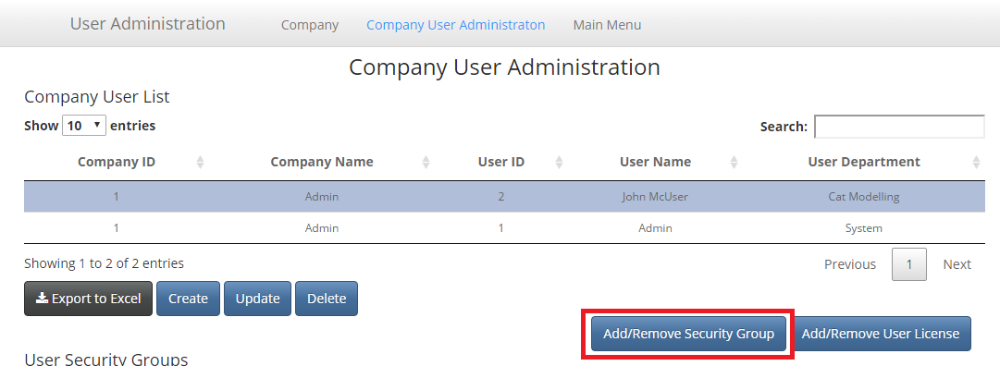 User Administration Company Company User Administraton Main Menu
Company User Administration
Company User List
Show 10 entries Search:
Company ID Company Name User ID User Name User Department
1 Admin 2 John McUser Cat Modelling
1 Admin 1 Admin System
Showing 1 to 2 of 2 entries Previous 1 Next
Export to Excel Create Update Delete
Add/Remove Security Group Add/Remove User License
User Security Groups